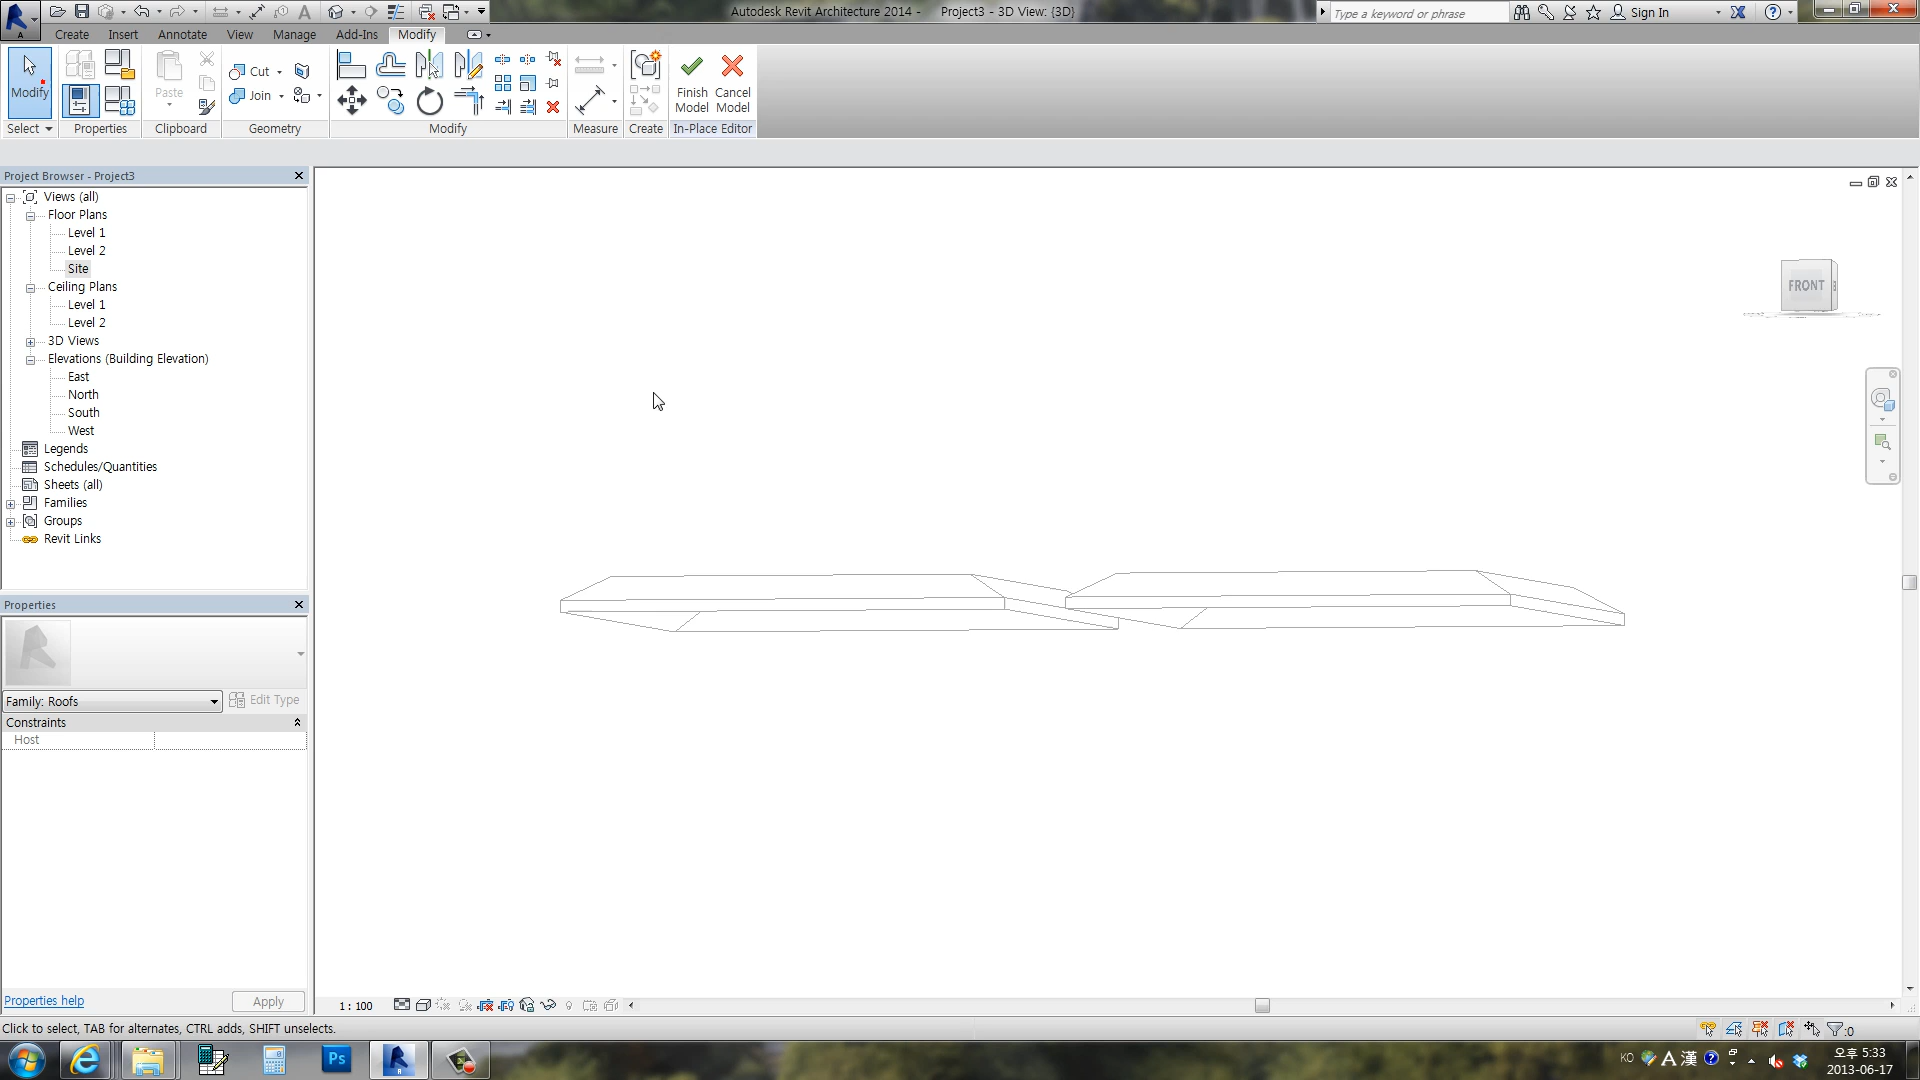 Autodesk Revit Architecture 2014 - Project3 - 3D View: {3D}
Type a keyword or phrase
Sign In
A
Create Insert Annotate View Manage Add-Ins Modify
Modify
Paste
Cut
Join
Finish Model
Cancel Model
Select Properties Clipboard Geometry Modify Measure Create In-Place Editor
Project Browser - Project3
Views (all)
Floor Plans
Level 1
Level 2
Site
Ceiling Plans
Level 1
Level 2
3D Views
Elevations (Building Elevation)
East
North
South
West
Legends
Schedules/Quantities
Sheets (all)
Families
Groups
Revit Links
FRONT
Properties
Family: Roofs
Edit Type
Constraints
Host
Properties help
Apply
1 : 100
Click to select, TAB for alternates, CTRL adds, SHIFT unselects.
:0
Ps
KO
A 漢
오후 5:33
2013-06-17